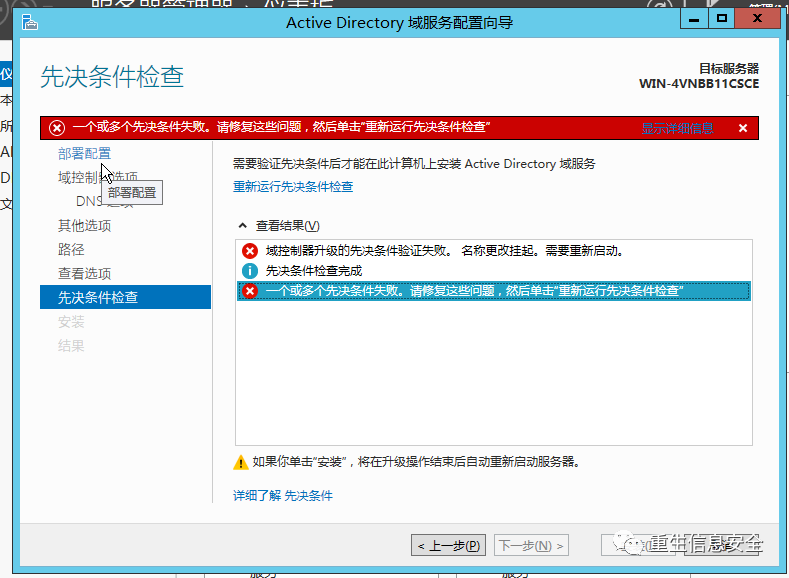 Active Directory 域服务配置向导
先决条件检查
目标服务器
WIN-4VNBB11CSCE
一个或多个先决条件失败。请修复这些问题，然后单击"重新运行先决条件检查"
显示详细信息
部署配置
域控制器选项
部署配置
DNS 选项
其他选项
路径
查看选项
先决条件检查
安装
结果
需要验证先决条件后才能在此计算机上安装 Active Directory 域服务
重新运行先决条件检查
查看结果(V)
域控制器升级的先决条件验证失败。 名称更改挂起。需要重新启动。
先决条件检查完成
一个或多个先决条件失败。请修复这些问题，然后单击"重新运行先决条件检查"
如果你单击"安装"，将在升级操作结束后自动重新启动服务器。
详细了解 先决条件
< 上一步(P)
下一步(N) >
重生信息安全